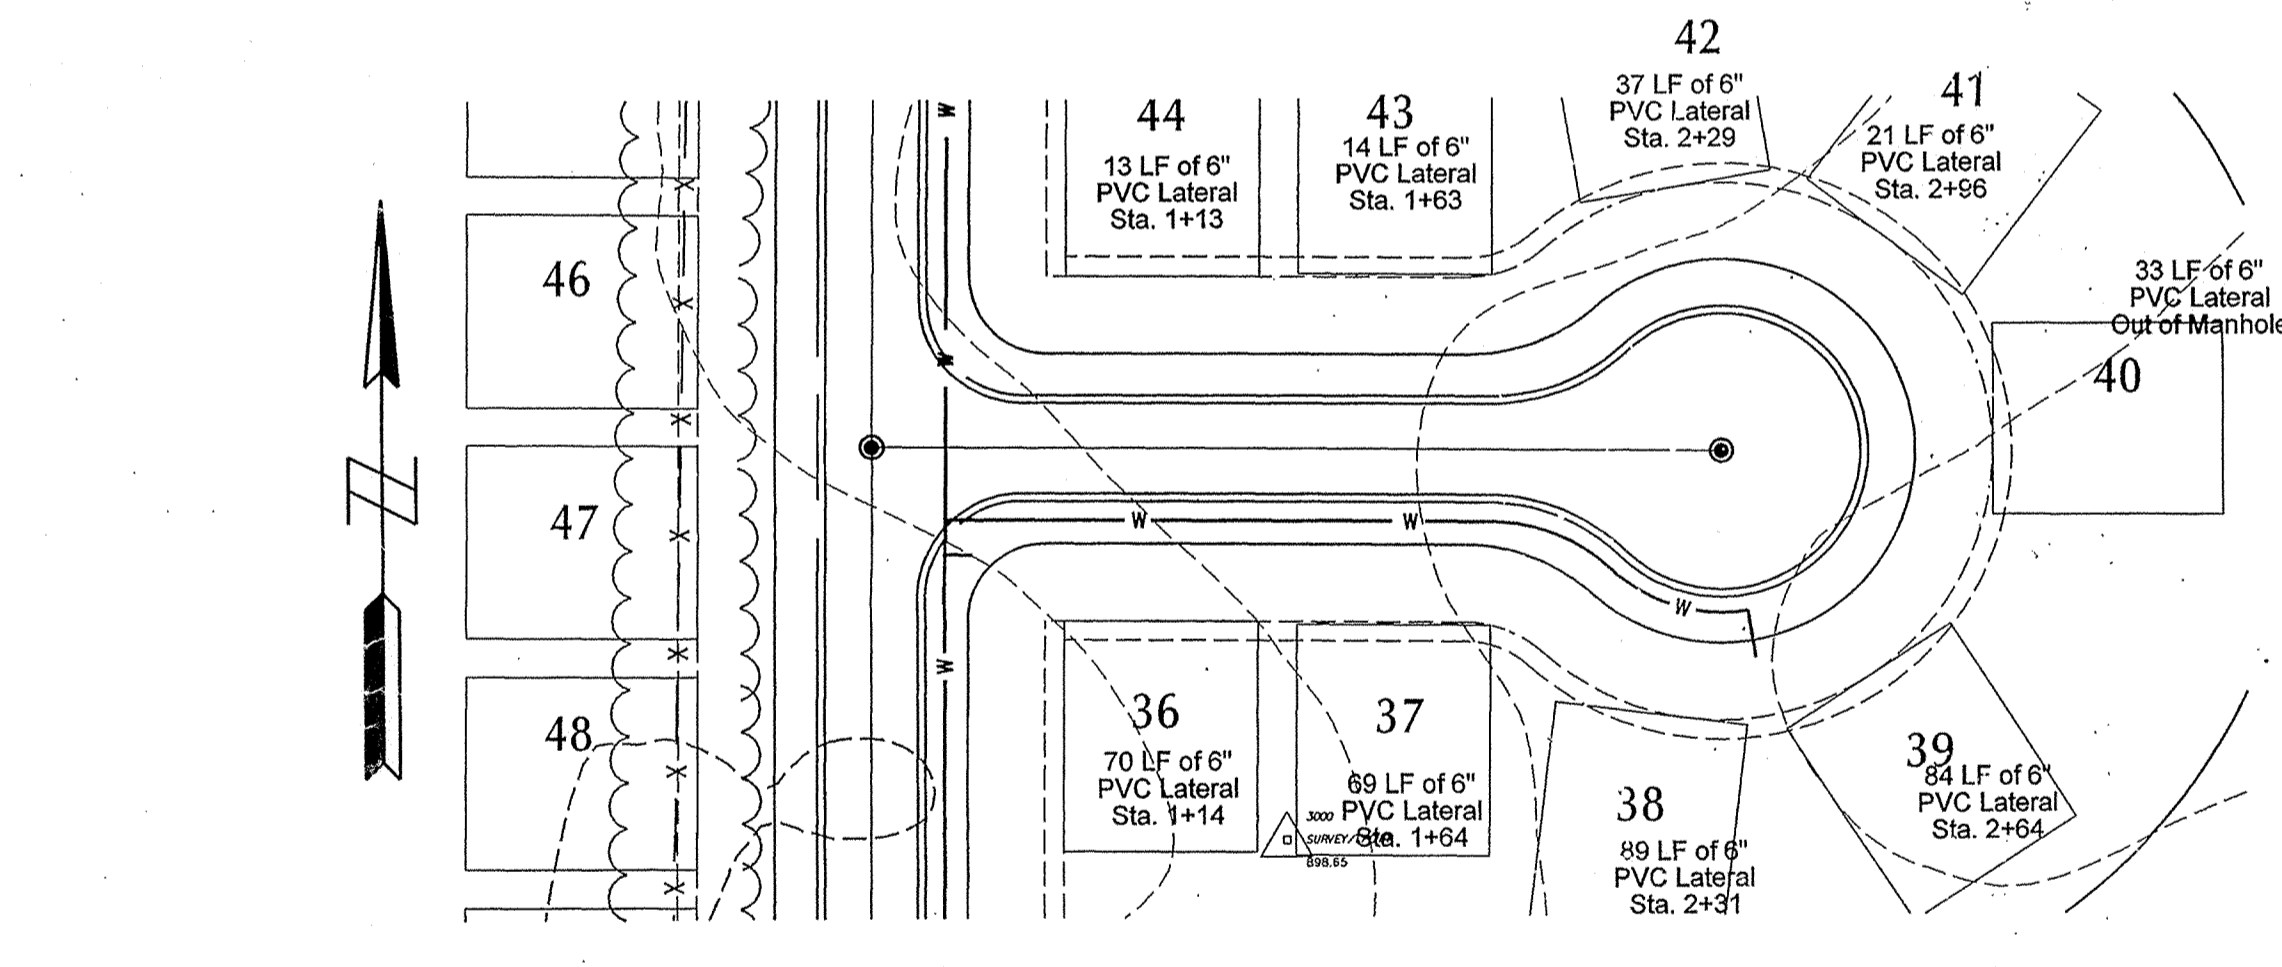 42
37 LF of 6"
PVC Lateral
Sta. 2+29
41
21 LF of 6"
PVC Lateral
Sta. 2+96
44
13 LF of 6"
PVC Lateral
Sta. 1+13
43
14 LF of 6"
PVC Lateral
Sta. 1+63
33 LF of 6"
PVC Lateral
Out of Manhole
40
46
47
48
N
W
W
W
W
W
W
36
70 LF of 6"
PVC Lateral
Sta. 1+14
37
69 LF of 6"
PVC Lateral
Sta. 1+64
3000
SURVEY
898.65
38
89 LF of 6"
PVC Lateral
Sta. 2+31
39
84 LF of 6"
PVC Lateral
Sta. 2+64